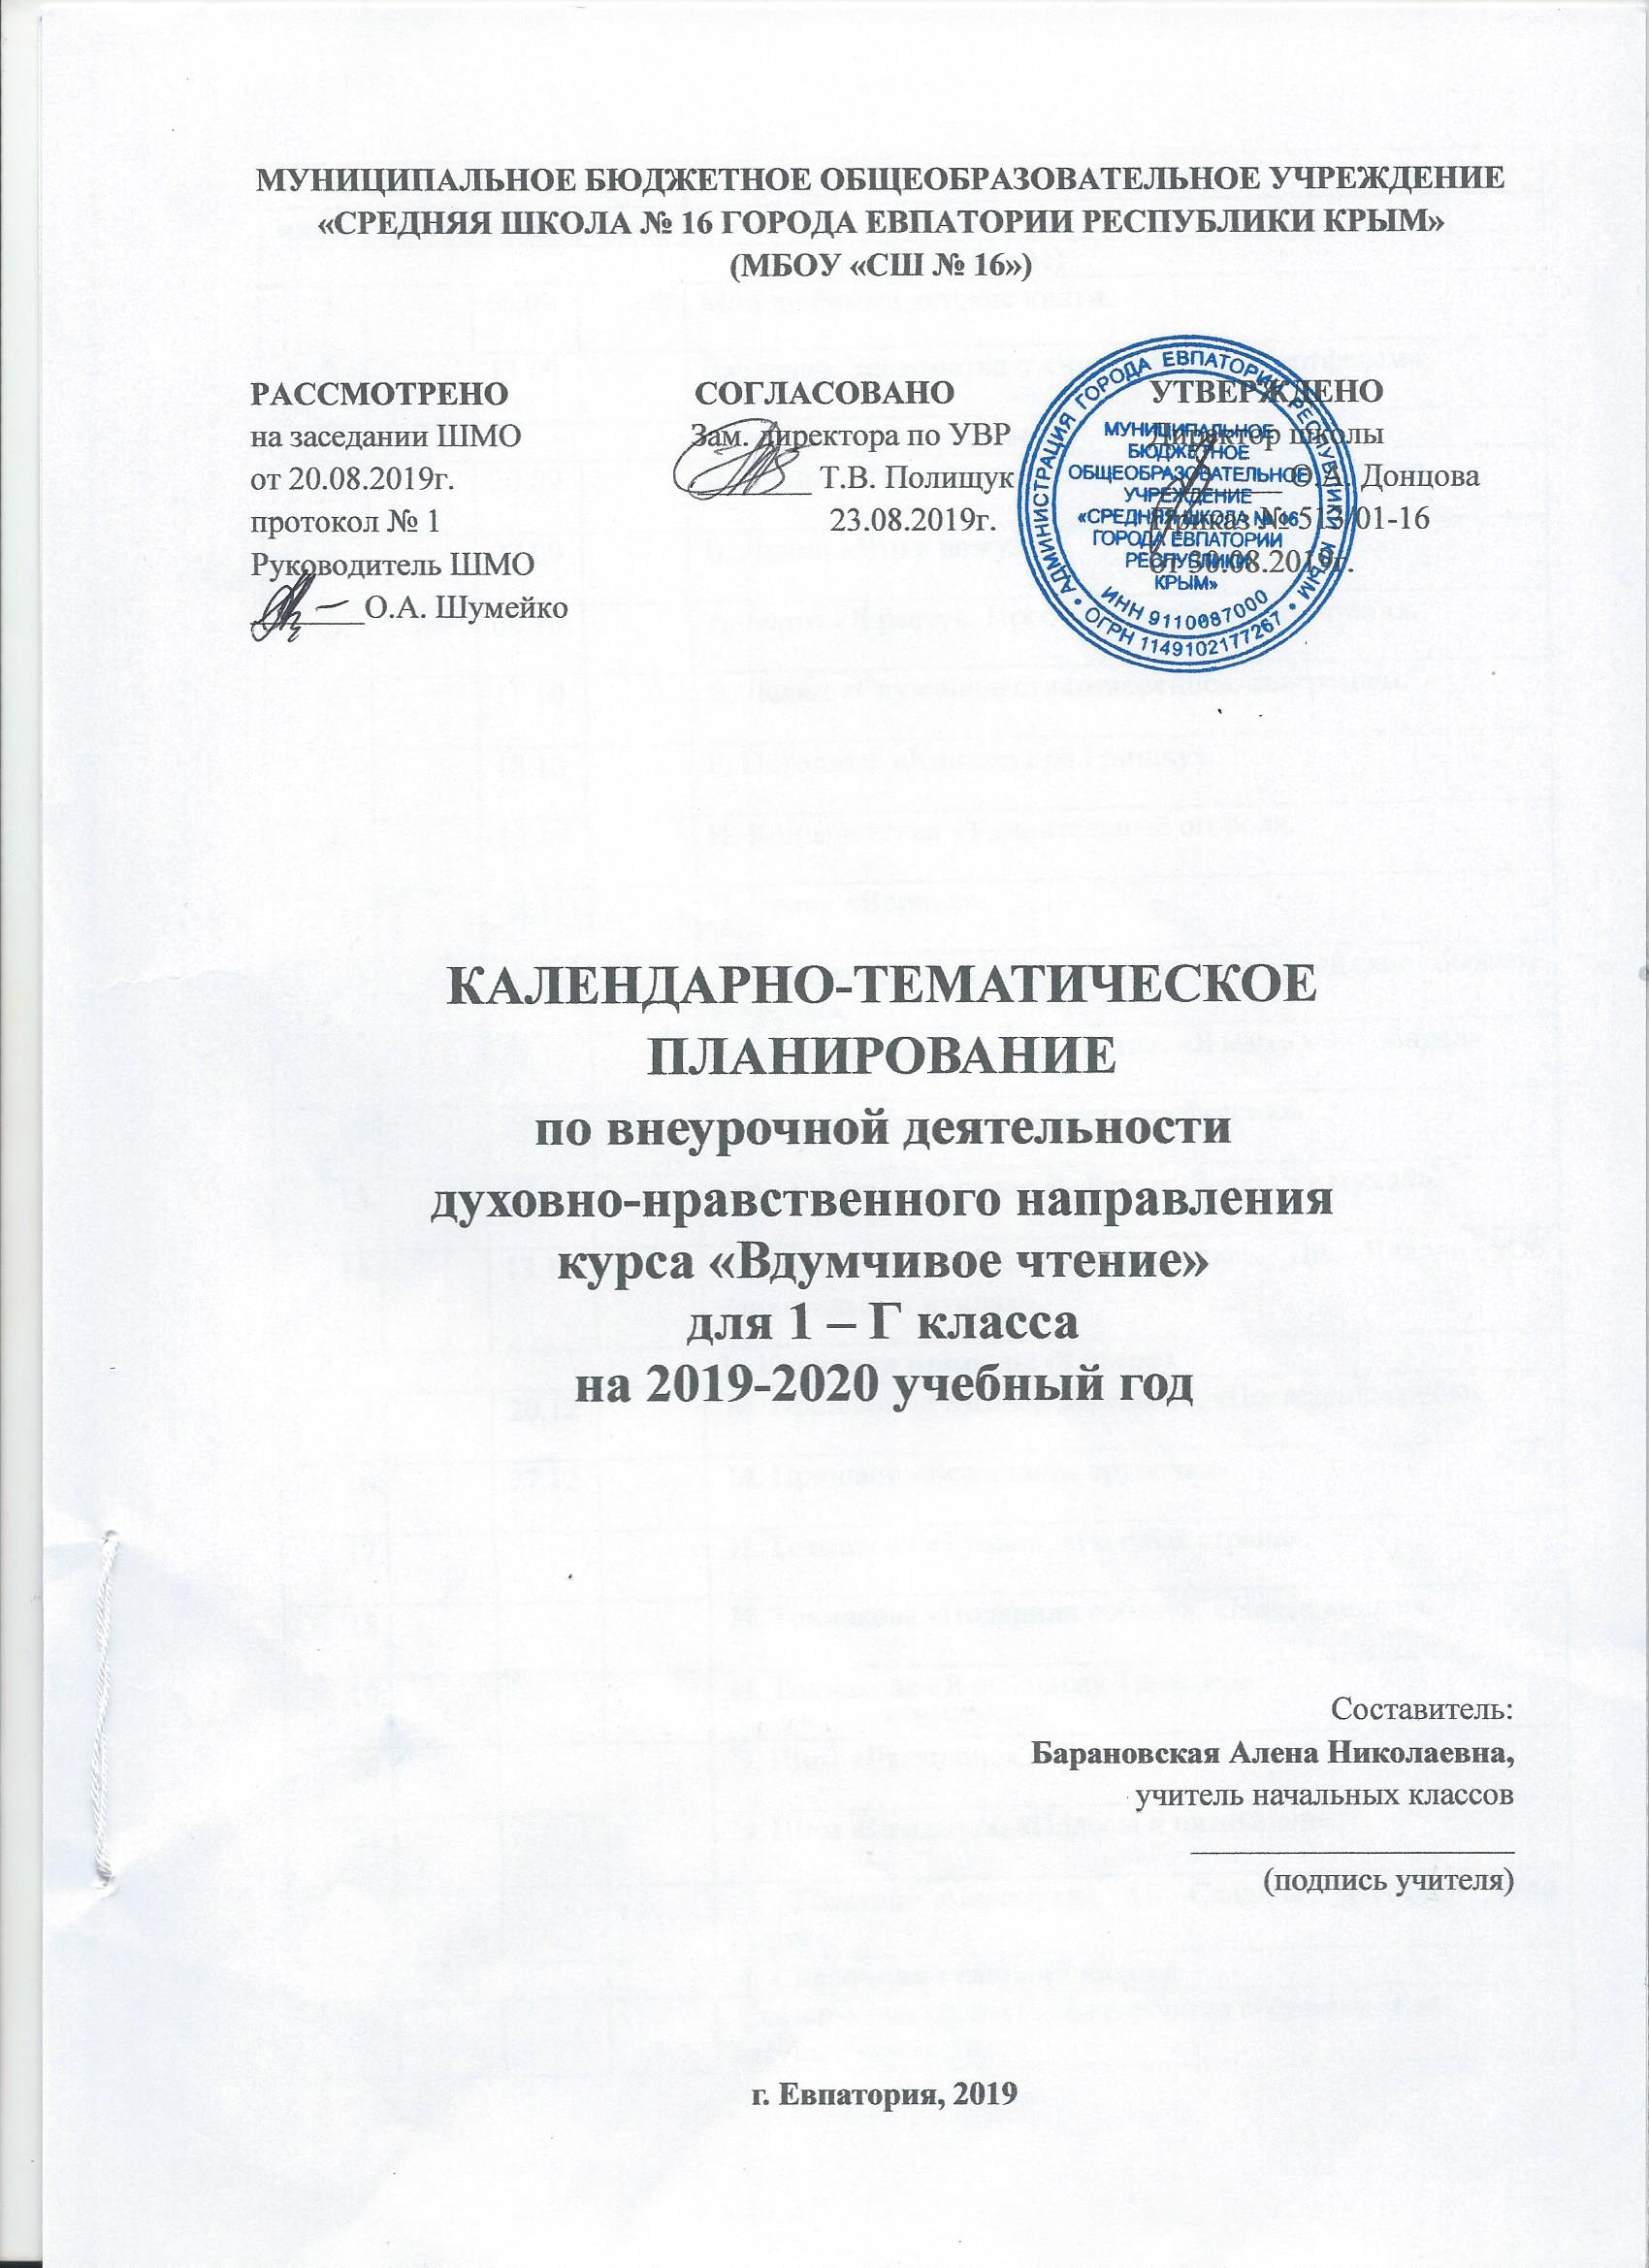 МУНИЦИПАЛЬНОЕ БЮДЖЕТНОЕ ОБЩЕОБРАЗОВАТЕЛЬНОЕ УЧРЕЖДЕНИЕ
«СРЕДНЯЯ ШКОЛА № 16 ГОРОДА ЕВПАТОРИИ РЕСПУБЛИКИ КРЫМ»
(МБОУ «СШ № 16»)
РАССМОТРЕНО
на заседании ШМО
от 20.08.2019г.
протокол № 1
Руководитель ШМО
О.А. Шумейко
СОГЛАСОВАНО
Зам. директора по УВР
Т.В. Полищук
23.08.2019г.
УТВЕРЖДЕНО
Директор школы
О.А. Донцова
Приказ № 513/01-16
от 30.08.2019г.
АДМИНИСТРАЦИЯ ГОРОДА ЕВПАТОРИИ РЕСПУБЛИКИ КРЫМ
ОГРН 1149102177267
ИНН 9110087000
МУНИЦИПАЛЬНОЕ
БЮДЖЕТНОЕ
ОБЩЕОБРАЗОВАТЕЛЬНОЕ
УЧРЕЖДЕНИЕ
«СРЕДНЯЯ ШКОЛА № 16
ГОРОДА ЕВПАТОРИИ
РЕСПУБЛИКИ
КРЫМ»
КАЛЕНДАРНО-ТЕМАТИЧЕСКОЕ
ПЛАНИРОВАНИЕ
по внеурочной деятельности
духовно-нравственного направления
курса «Вдумчивое чтение»
для 1 – Г класса
на 2019-2020 учебный год
Составитель:
Барановская Алена Николаевна,
учитель начальных классов
(подпись учителя)
г. Евпатория, 2019